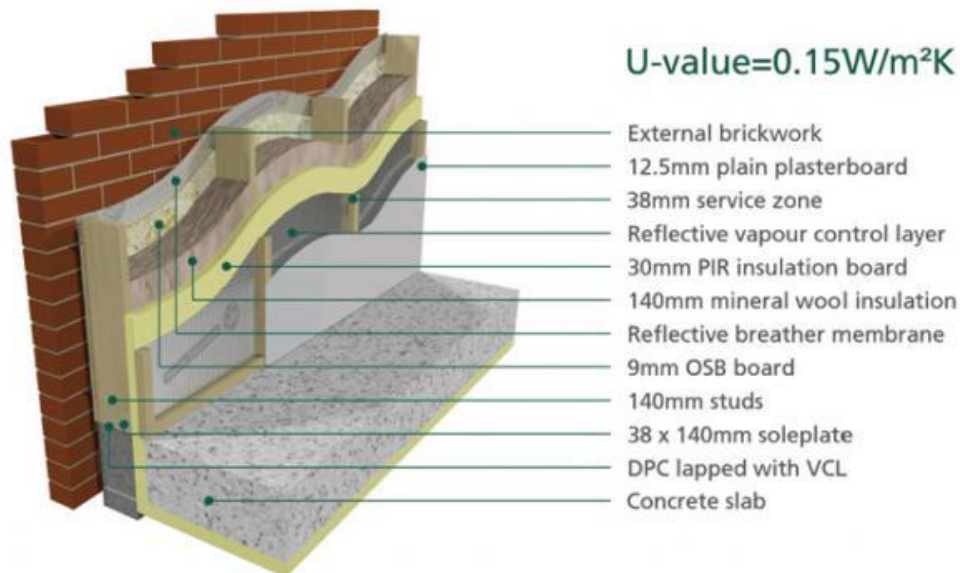 U-value=0.15W/m²K
External brickwork
12.5mm plain plasterboard
38mm service zone
Reflective vapour control layer
30mm PIR insulation board
140mm mineral wool insulation
Reflective breather membrane
9mm OSB board
140mm studs
38 x 140mm soleplate
DPC lapped with VCL
Concrete slab